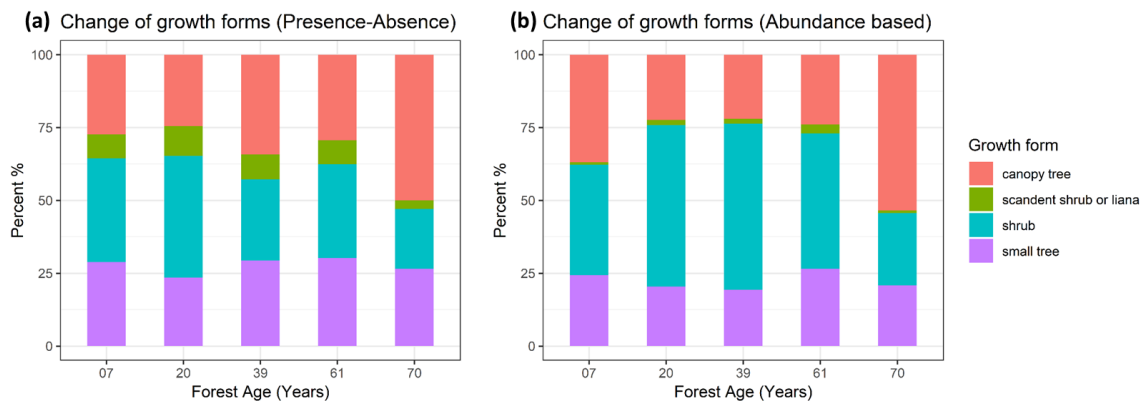 (a) Change of growth forms (Presence-Absence)
100
75
50
25
0
Percent %
07 20 39 61 70
Forest Age (Years)
(b) Change of growth forms (Abundance based)
100
75
50
25
0
Percent %
07 20 39 61 70
Forest Age (Years)
Growth form
canopy tree
scandent shrub or liana
shrub
small tree